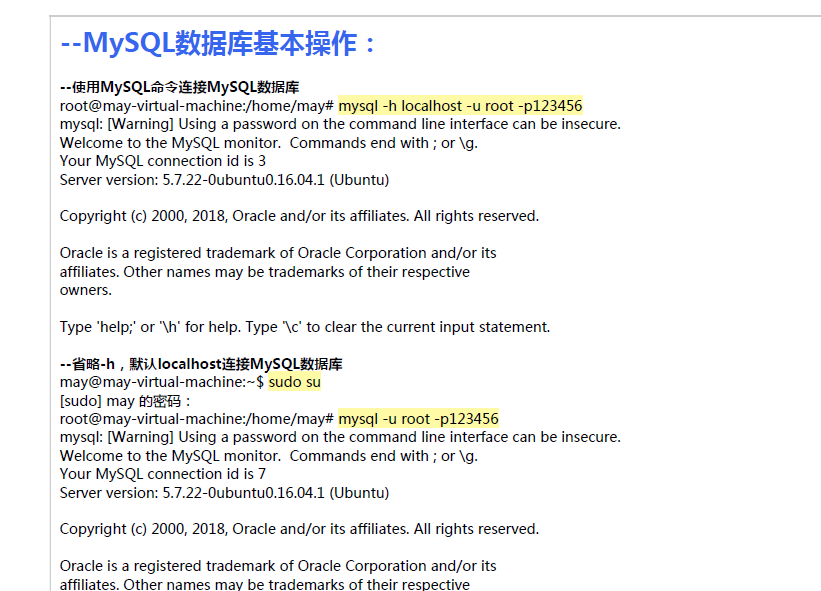 --MySQL数据库基本操作：
--使用MySQL命令连接MySQL数据库
root@may-virtual-machine:/home/may# mysql -h localhost -u root -p123456
mysql: [Warning] Using a password on the command line interface can be insecure.
Welcome to the MySQL monitor.  Commands end with ; or \g.
Your MySQL connection id is 3
Server version: 5.7.22-0ubuntu0.16.04.1 (Ubuntu)
Copyright (c) 2000, 2018, Oracle and/or its affiliates. All rights reserved.
Oracle is a registered trademark of Oracle Corporation and/or its
affiliates. Other names may be trademarks of their respective
owners.
Type 'help;' or '\h' for help. Type '\c' to clear the current input statement.
--省略-h，默认localhost连接MySQL数据库
may@may-virtual-machine:~$ sudo su
[sudo] may 的密码：
root@may-virtual-machine:/home/may# mysql -u root -p123456
mysql: [Warning] Using a password on the command line interface can be insecure.
Welcome to the MySQL monitor.  Commands end with ; or \g.
Your MySQL connection id is 7
Server version: 5.7.22-0ubuntu0.16.04.1 (Ubuntu)
Copyright (c) 2000, 2018, Oracle and/or its affiliates. All rights reserved.
Oracle is a registered trademark of Oracle Corporation and/or its
affiliates. Other names may be trademarks of their respective